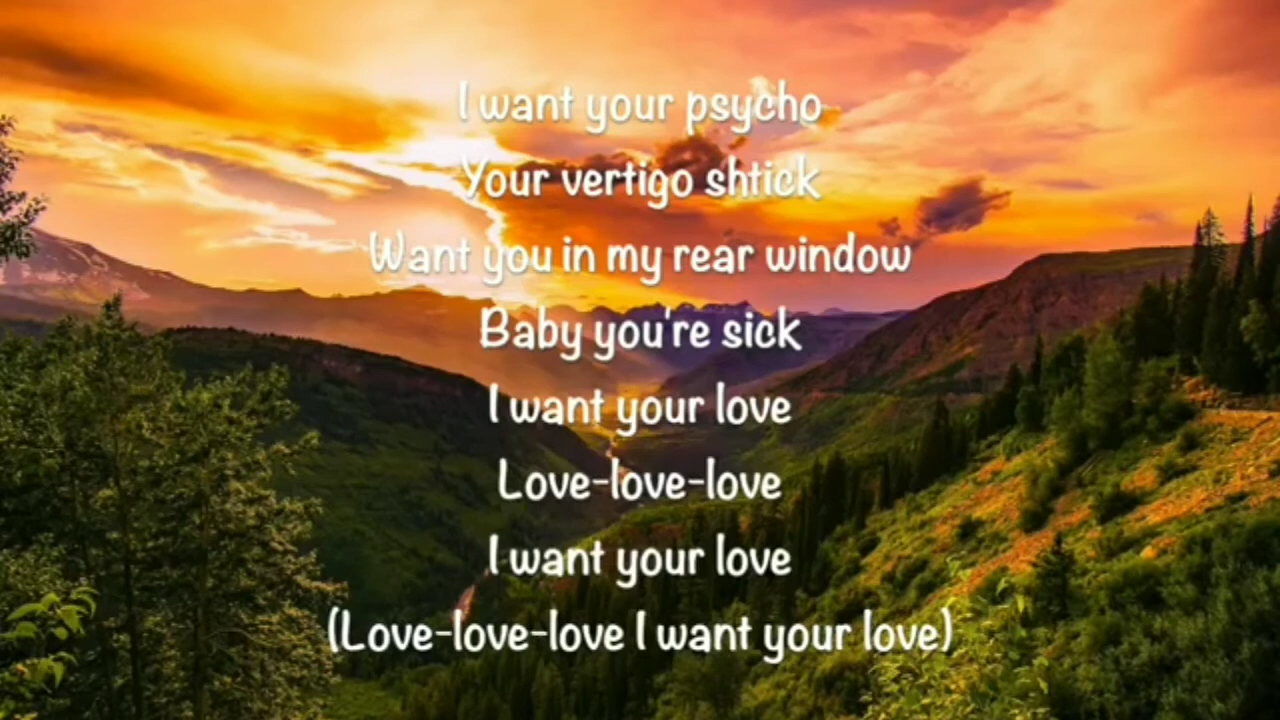 I want your psycho
Your vertigo shtick
Want you in my rear window
Baby you're sick
I want your love
Love-love-love
I want your love
(Love-love-love I want your love)